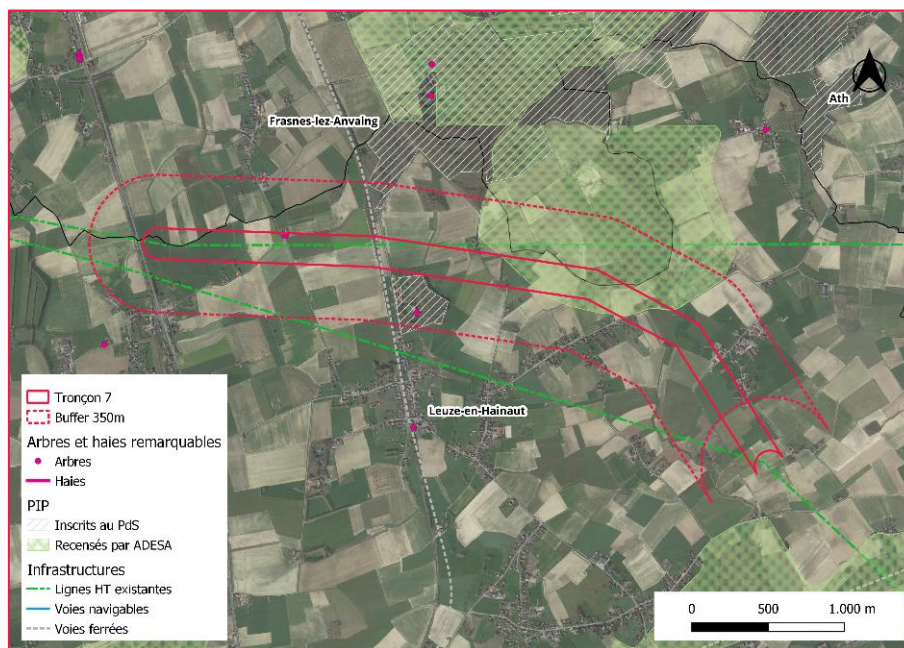 Ath
Frasnes-lez-Anvaing
Leuze-en-Hainaut
Tronçon 7
Buffer 350m
Arbres et haies remarquables
Arbres
Haies
PIP
Inscrits au PdS
Recensés par ADESA
Infrastructures
Lignes HT existantes
Voies navigables
Voies ferrées
0 500 1.000 m